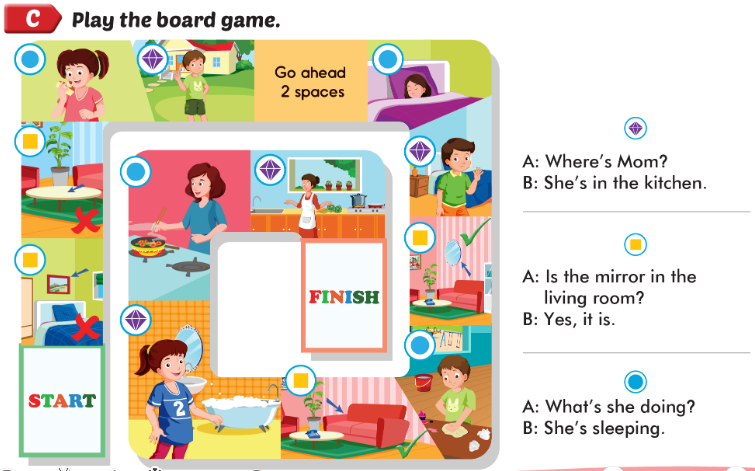 C Play the board game.
Go ahead
2 spaces
START
2
FINISH
A: Where's Mom?
B: She's in the kitchen.
A: Is the mirror in the
living room?
B: Yes, it is.
A: What's she doing?
B: She's sleeping.